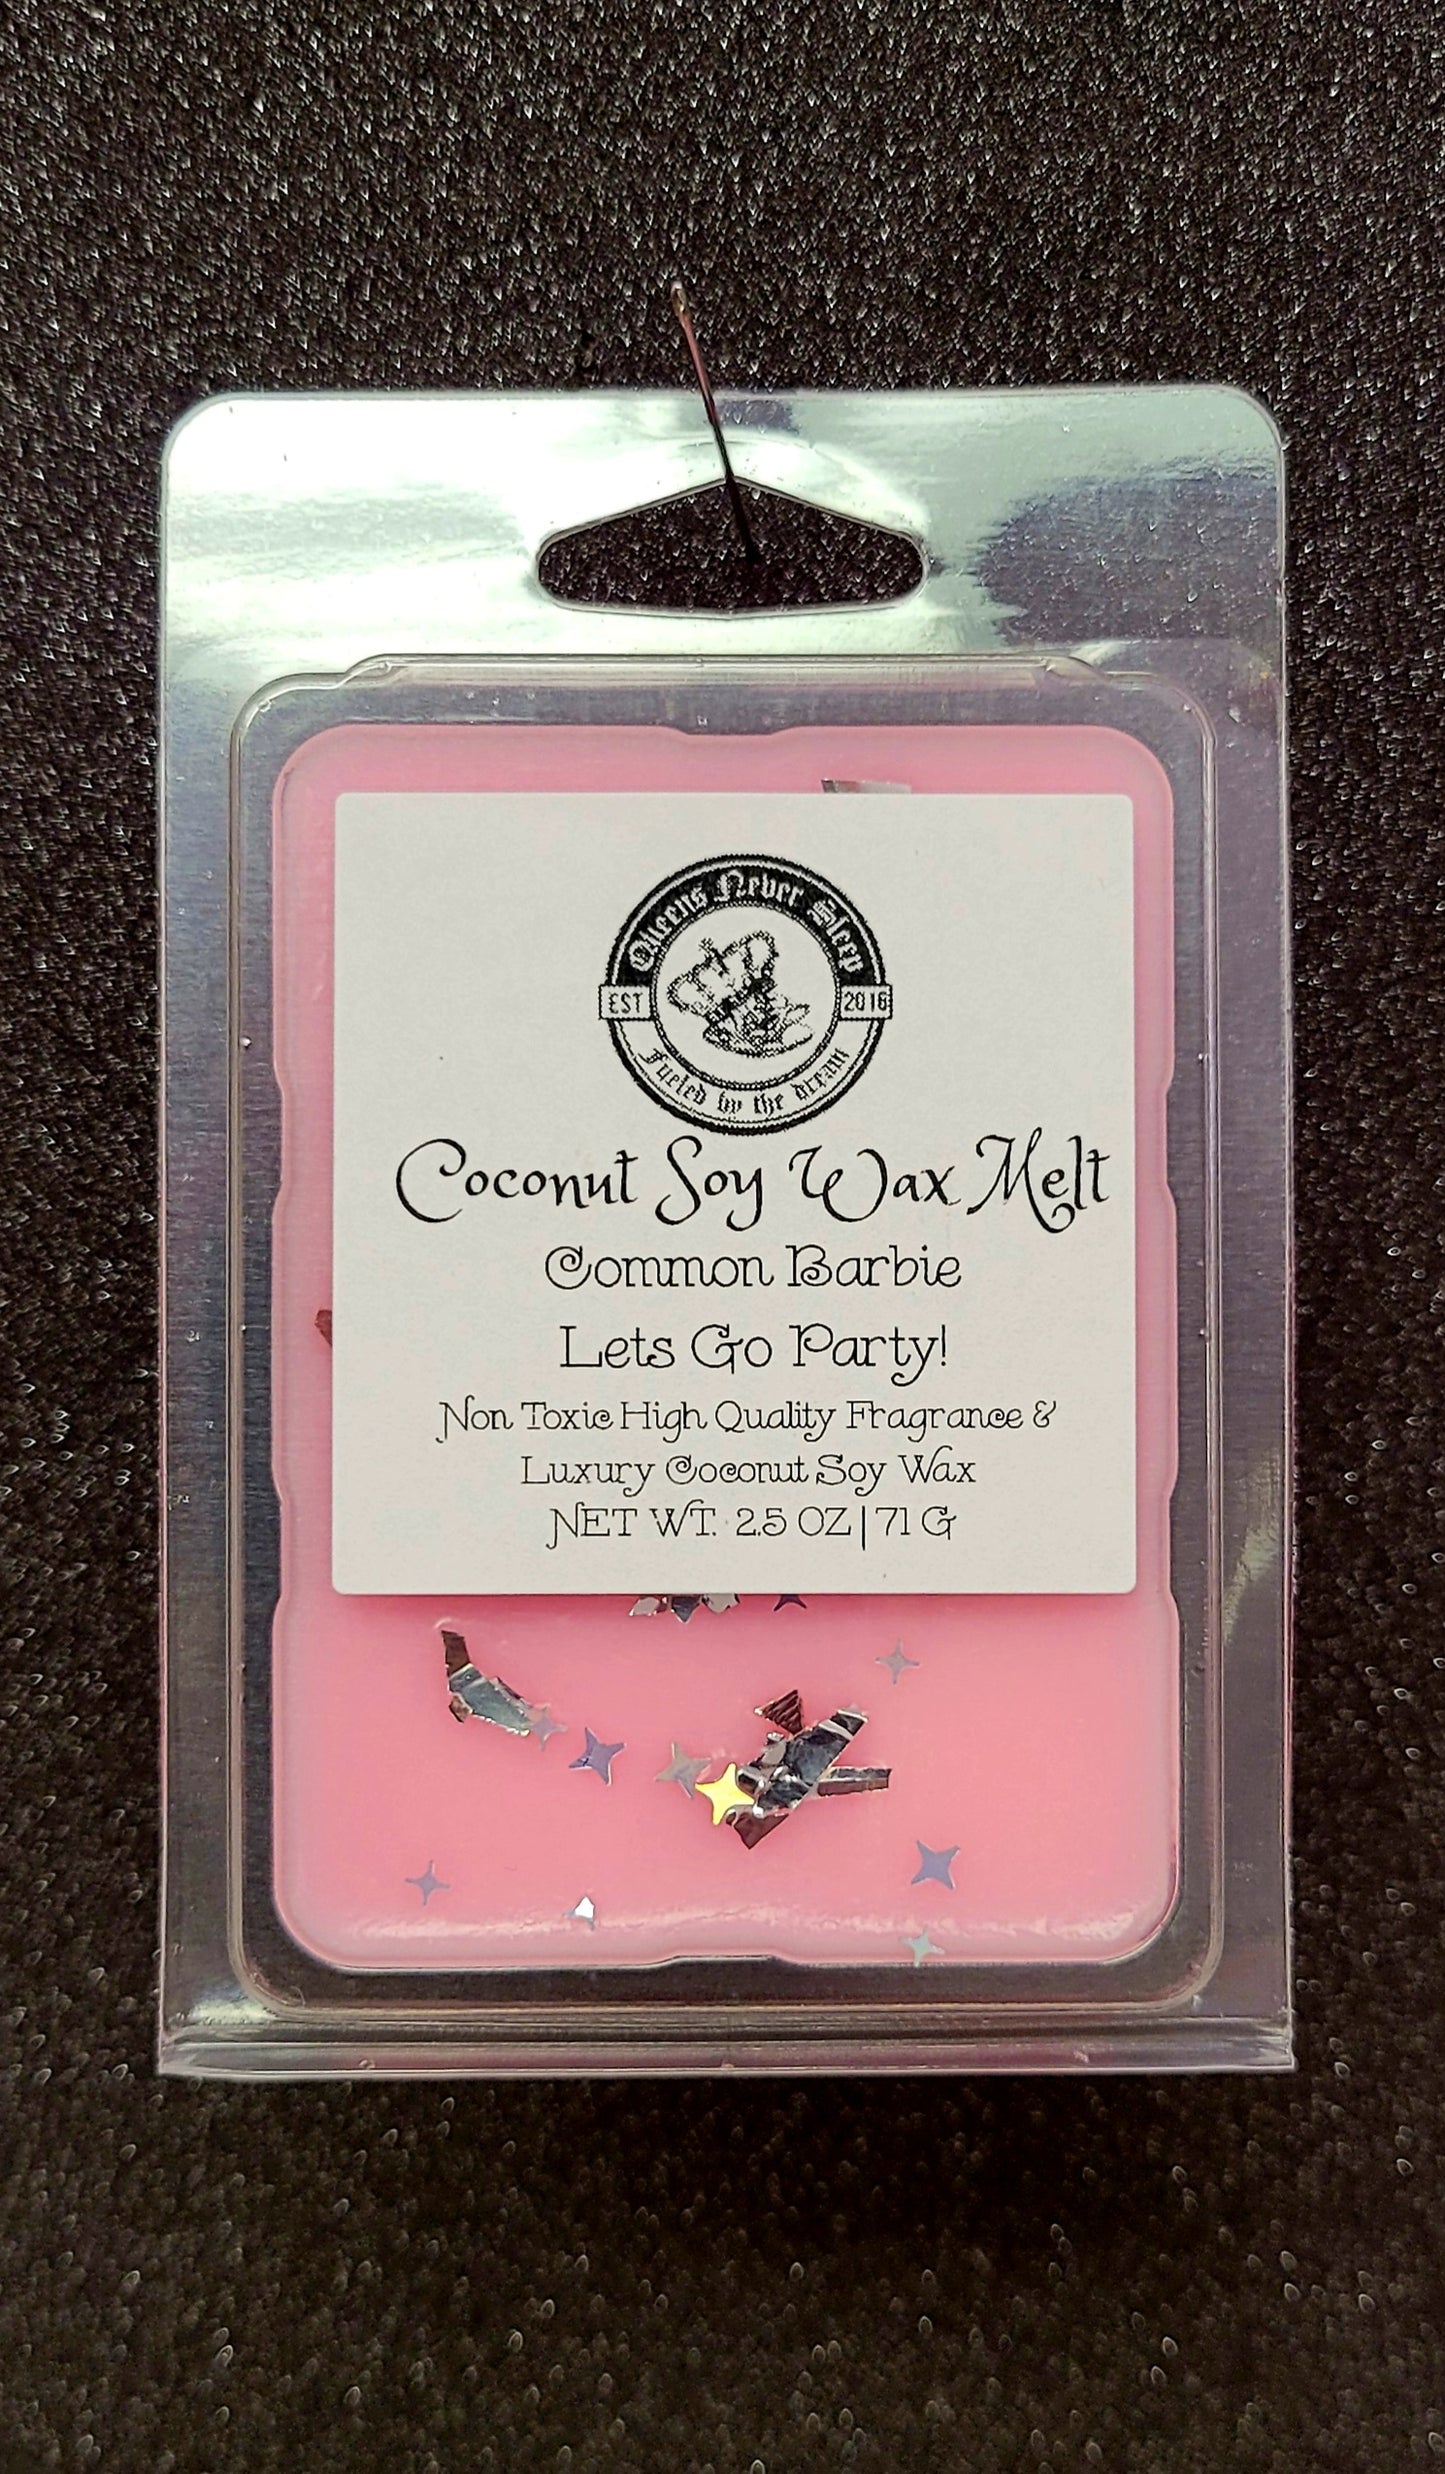 Queens Never Sleep
EST 2016
fueled by the dream
Coconut Soy Wax Melt
Common Barbie
Lets Go Party!
Non Toxic High Quality Fragrance &
Luxury Coconut Soy Wax
NET WT. 2.5 OZ | 71 G